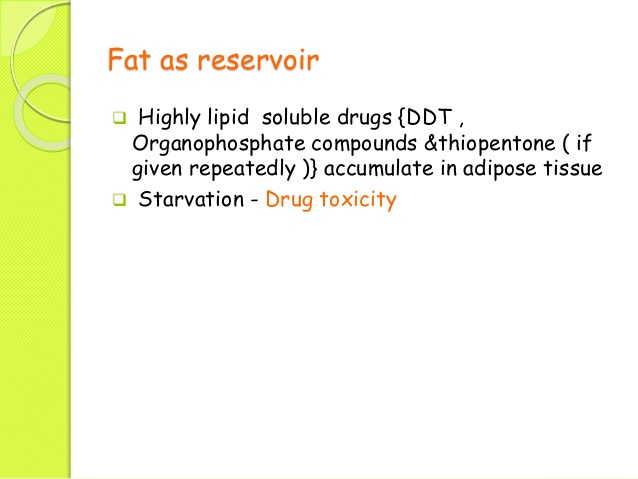 Fat as reservoir
Highly lipid soluble drugs {DDT ,
Organophosphate compounds &thiopentone ( if
given repeatedly )} accumulate in adipose tissue
Starvation - Drug toxicity